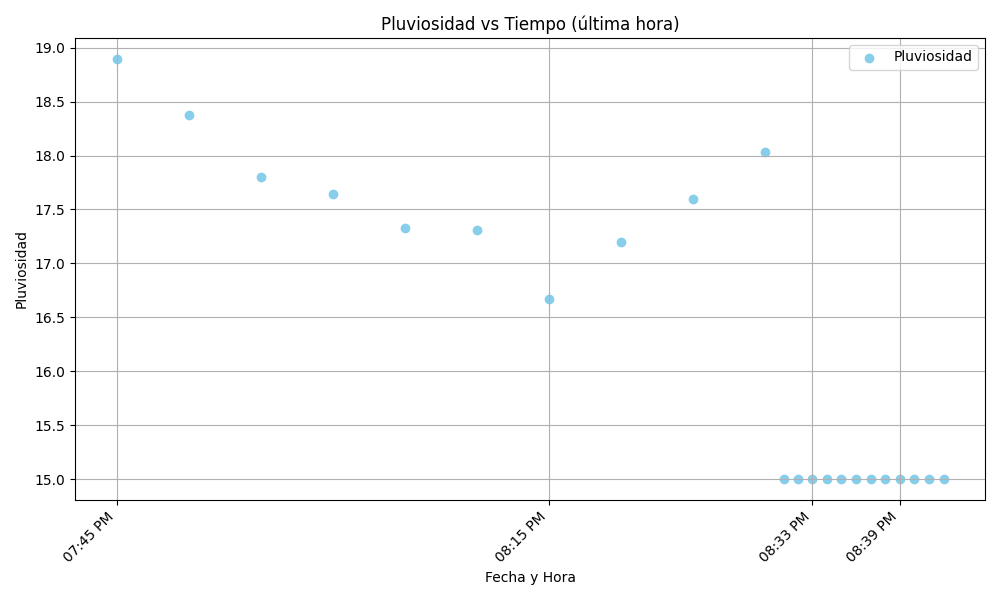 Pluviosidad vs Tiempo (última hora)
Pluviosidad
19.0
18.5
18.0
17.5
17.0
16.5
16.0
15.5
15.0
Pluviosidad
07:45 PM
08:15 PM
08:33 PM
08:39 PM
Fecha y Hora